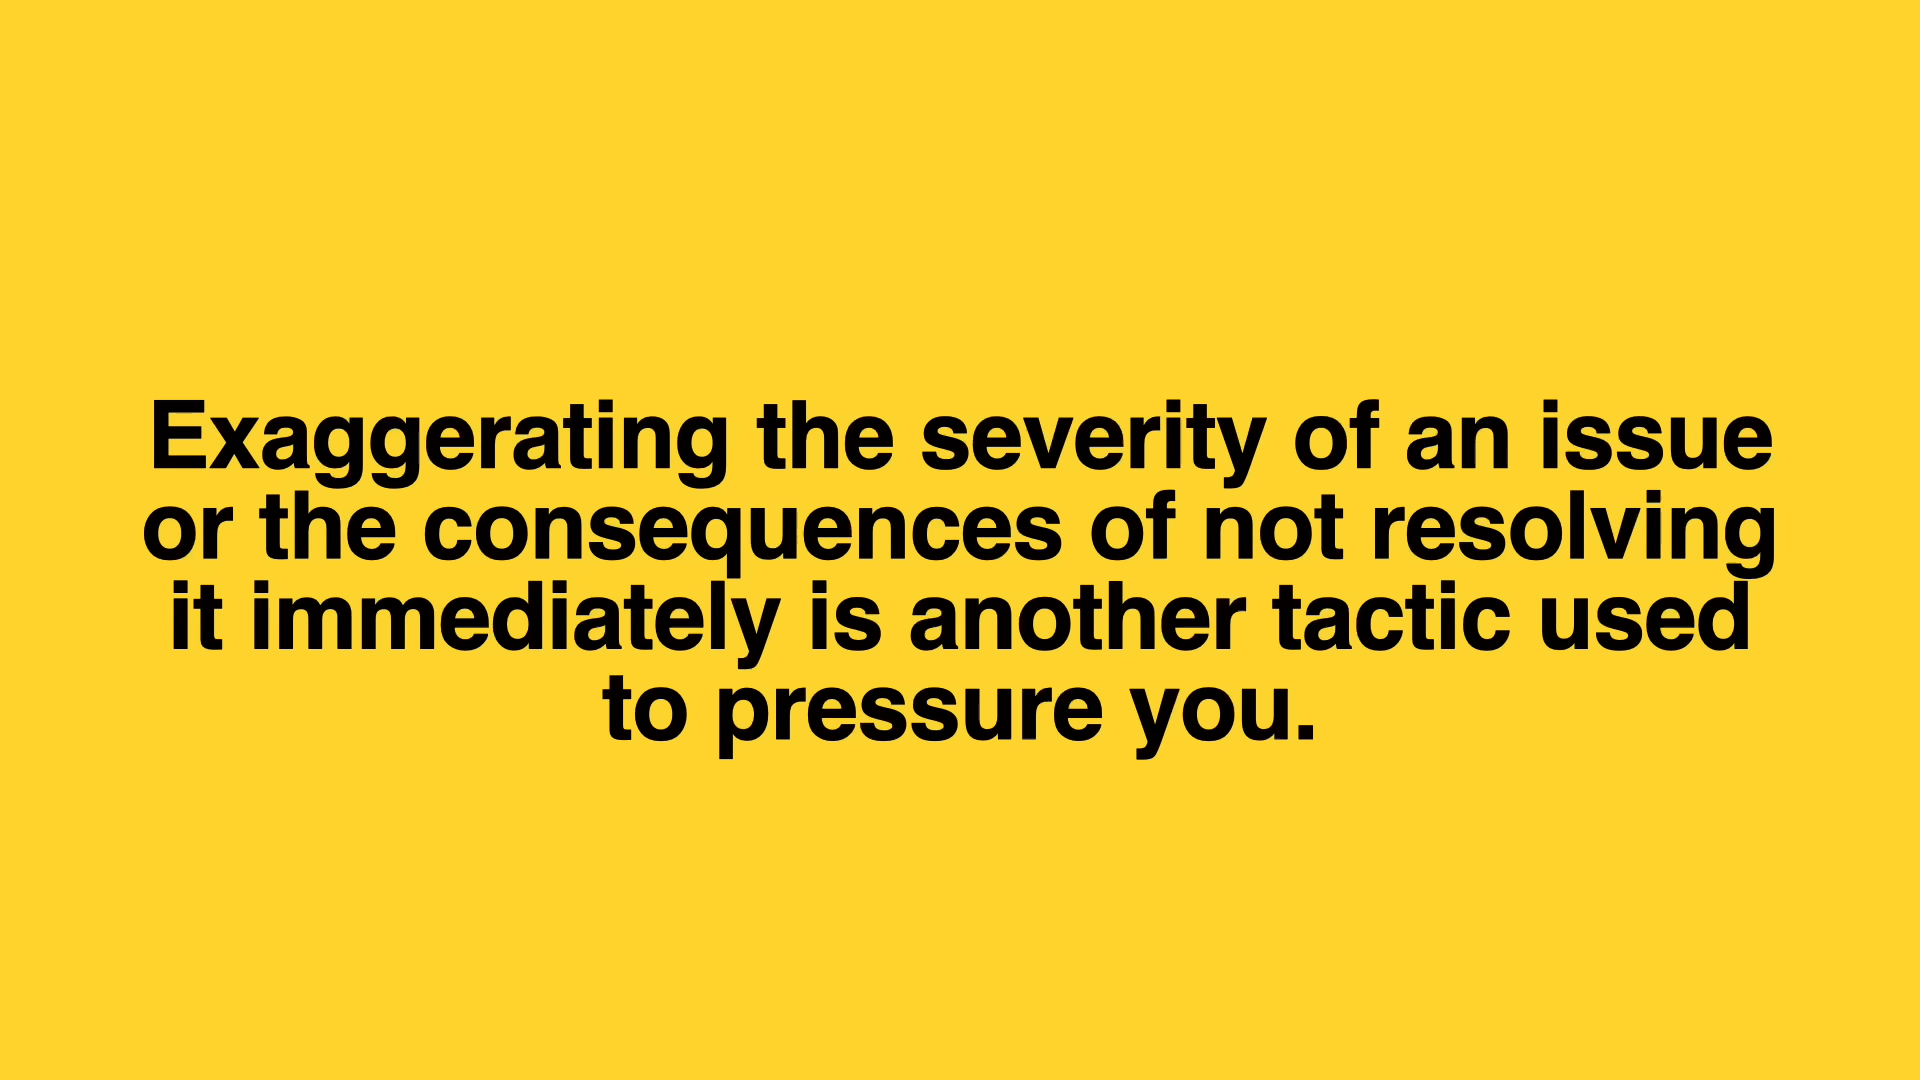 Exaggerating the severity of an issue
or the consequences of not resolving
it immediately is another tactic used
to pressure you.